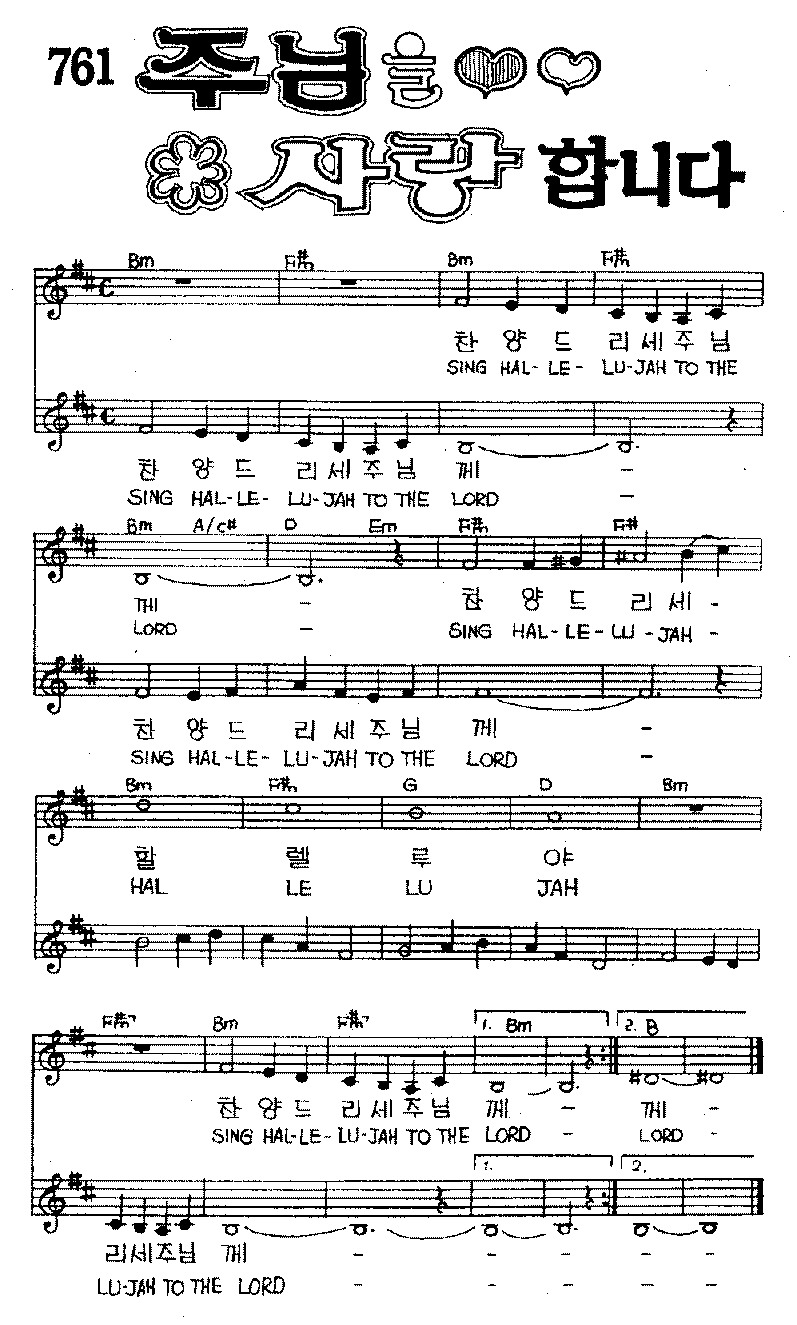 761 주님을
사랑 합니다
Bm F#m Bm F#m
찬 양 드 리 세 주 님
SING HAL- LE - LU-JAH TO THE
찬 양 드 리 세 주 님 께 -
SING HAL-LE- LU-JAH TO THE LORD -
Bm A/C# D Em F#m F#
께 - 찬 양 드 리 세 -
LORD - SING HAL-LE-LU-JAH -
찬 양 드 리 세 주 님 께 -
SING HAL-LE- LU-JAH TO THE LORD -
Bm F#m G D Bm
할 렐 루 야
HAL LE LU JAH
F#m7 Bm F#m7 1. Bm 2. B
찬 양 드 리 세 주 님 께 - 께 -
SING HAL-LE-LU-JAH TO THE LORD - LORD -
1. 2.
리 세 주 님 께 - - - - -
LU-JAH TO THE LORD - - - - -